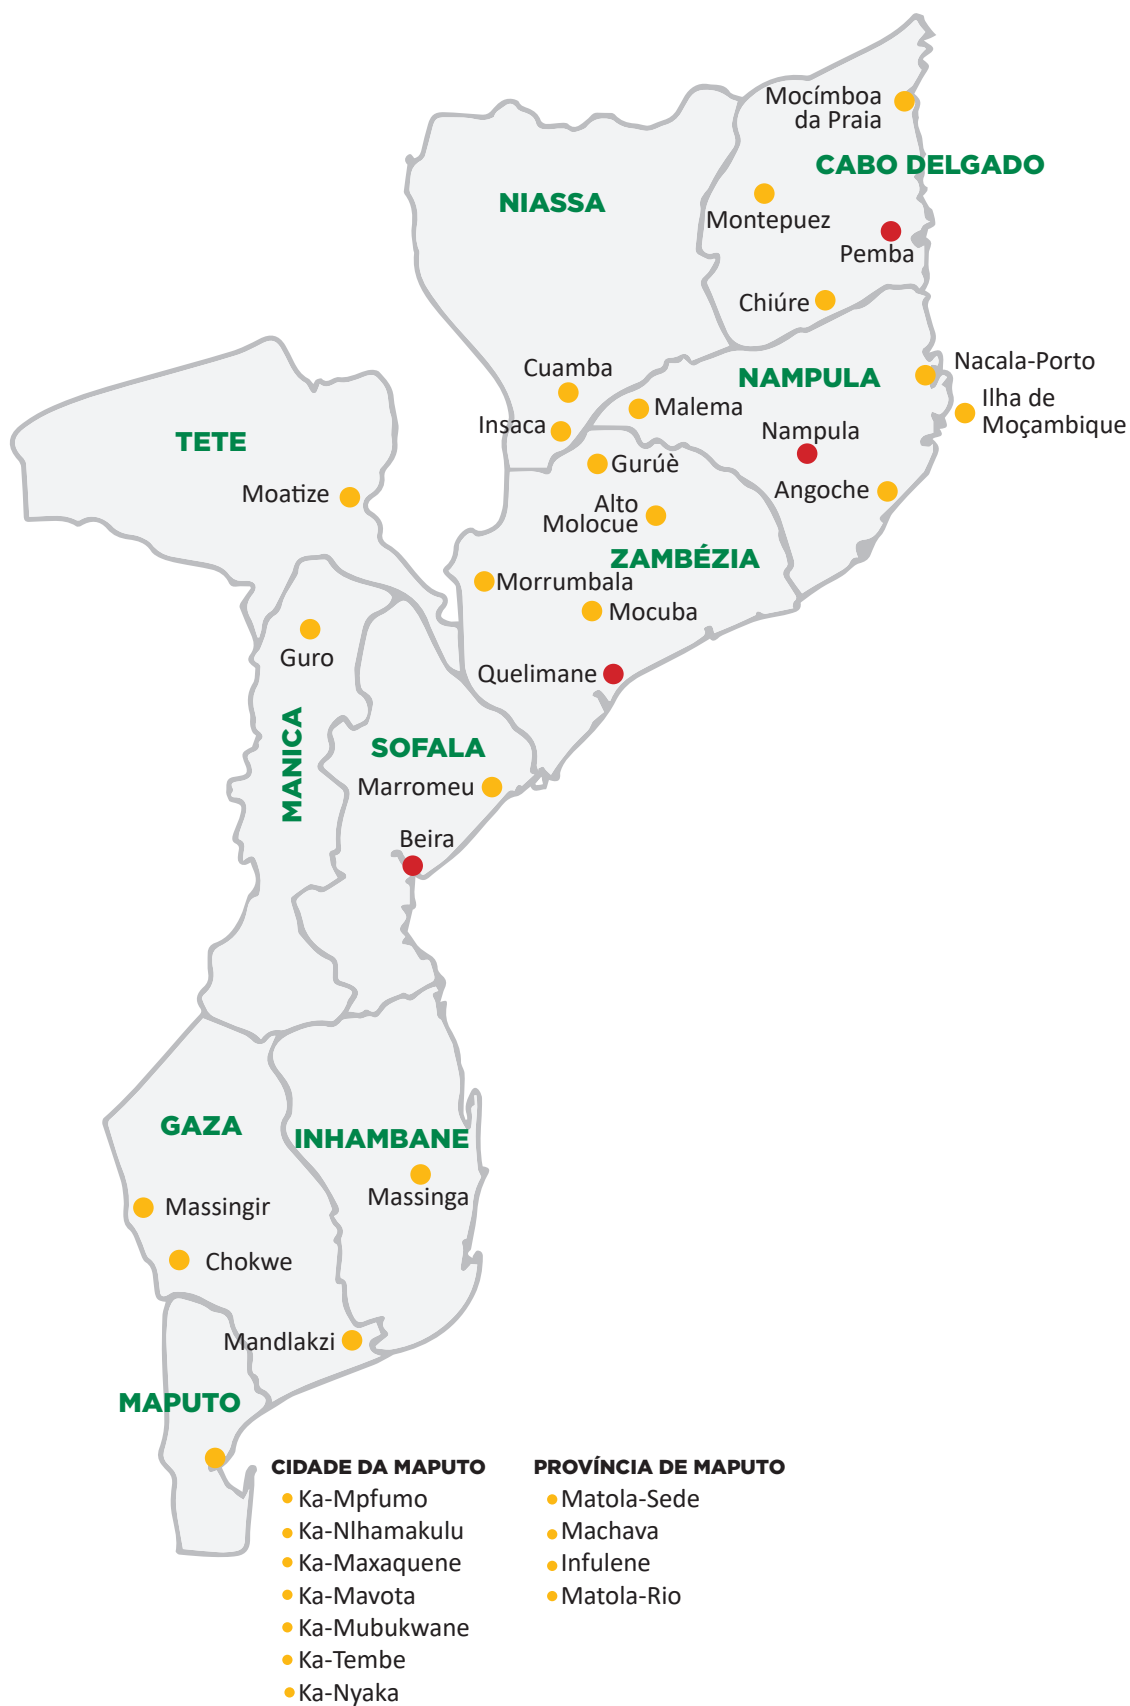 Mocímboa
da Praia
CABO DELGADO
NIASSA
Montepuez
Pemba
Chiúre
Cuamba
NAMPULA
Nacala-Porto
Ilha de
Moçambique
Malema
Insaca
Nampula
TETE
Gurúè
Moatize
Angoche
Alto
Molocue
ZAMBÉZIA
Morrumbala
Mocuba
Guro
Quelimane
MANICA
SOFALA
Marromeu
Beira
GAZA
INHAMBANE
Massinga
Massingir
Chokwe
Mandlakzi
MAPUTO
CIDADE DA MAPUTO
Ka-Mpfumo
Ka-Nlhamakulu
Ka-Maxaquene
Ka-Mavota
Ka-Mubukwane
Ka-Tembe
Ka-Nyaka
PROVÍNCIA DE MAPUTO
Matola-Sede
Machava
Infulene
Matola-Rio